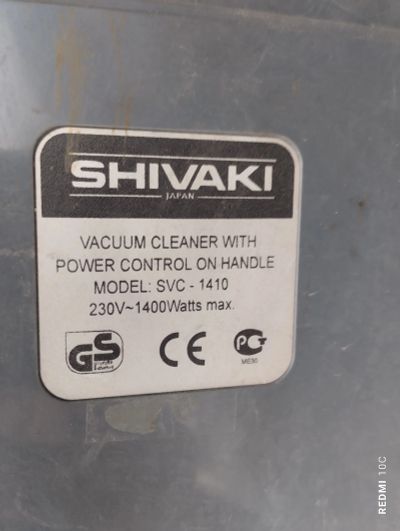 SHIVAKI
JAPAN
VACUUM CLEANER WITH
POWER CONTROL ON HANDLE
MODEL: SVC - 1410
230V~1400Watts max.
GS CE РС
ME90
REDMI 10C